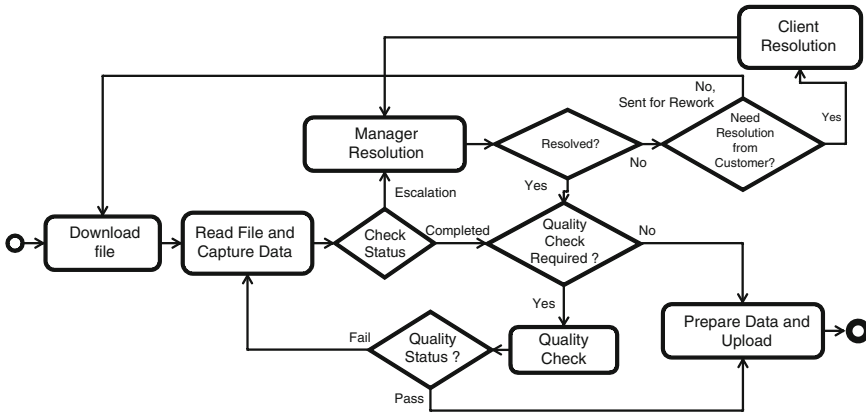 Client
Resolution
No,
Sent for Rework
Manager
Resolution
Resolved?
No
Need
Resolution
from
Customer?
Yes
Escalation
Yes
Download
file
Read File and
Capture Data
Check
Status
Completed
Quality
Check
Required ?
No
Yes
Fail
Quality
Status ?
Quality
Check
Prepare Data and
Upload
Pass